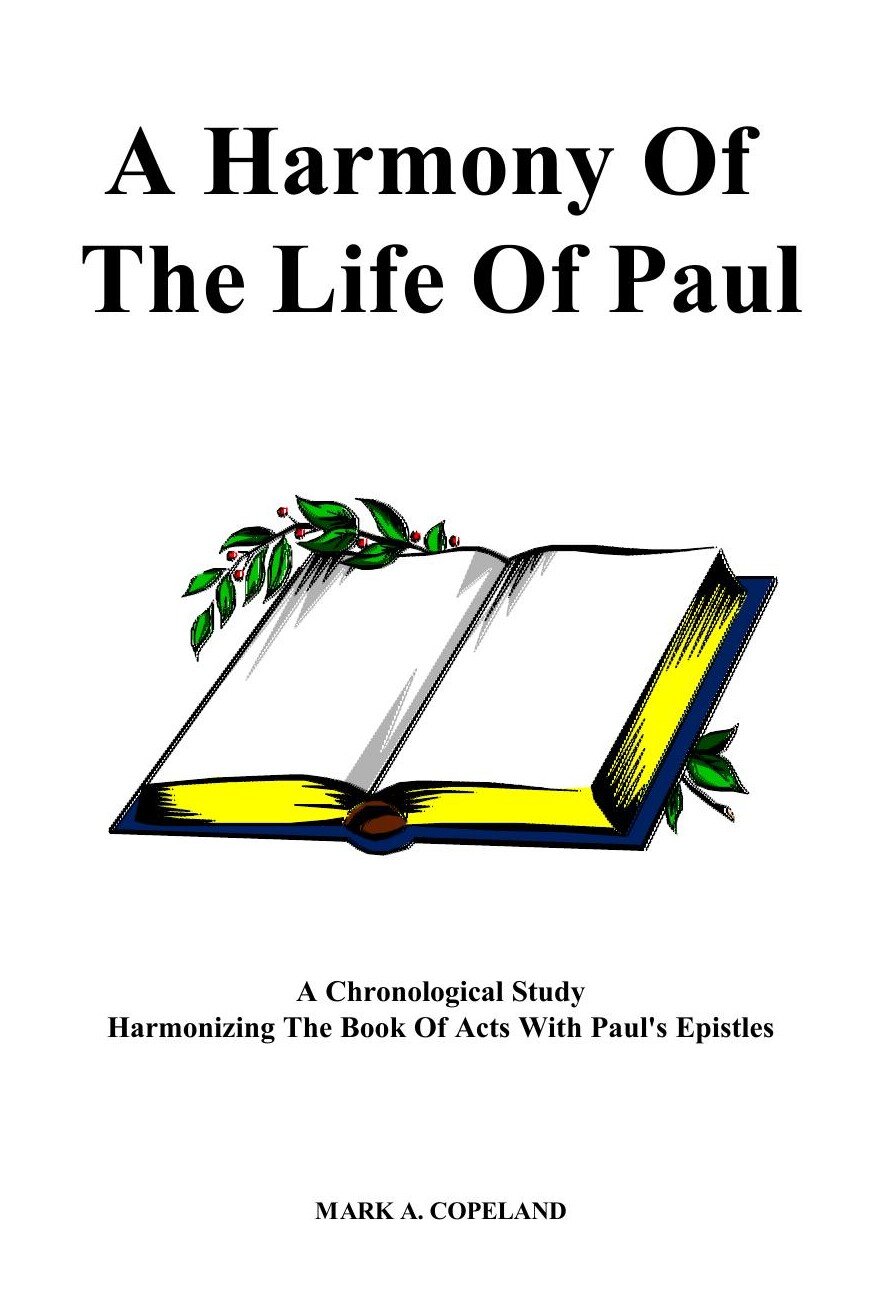 A Harmony Of
The Life Of Paul
A Chronological Study
Harmonizing The Book Of Acts With Paul's Epistles
MARK A. COPELAND